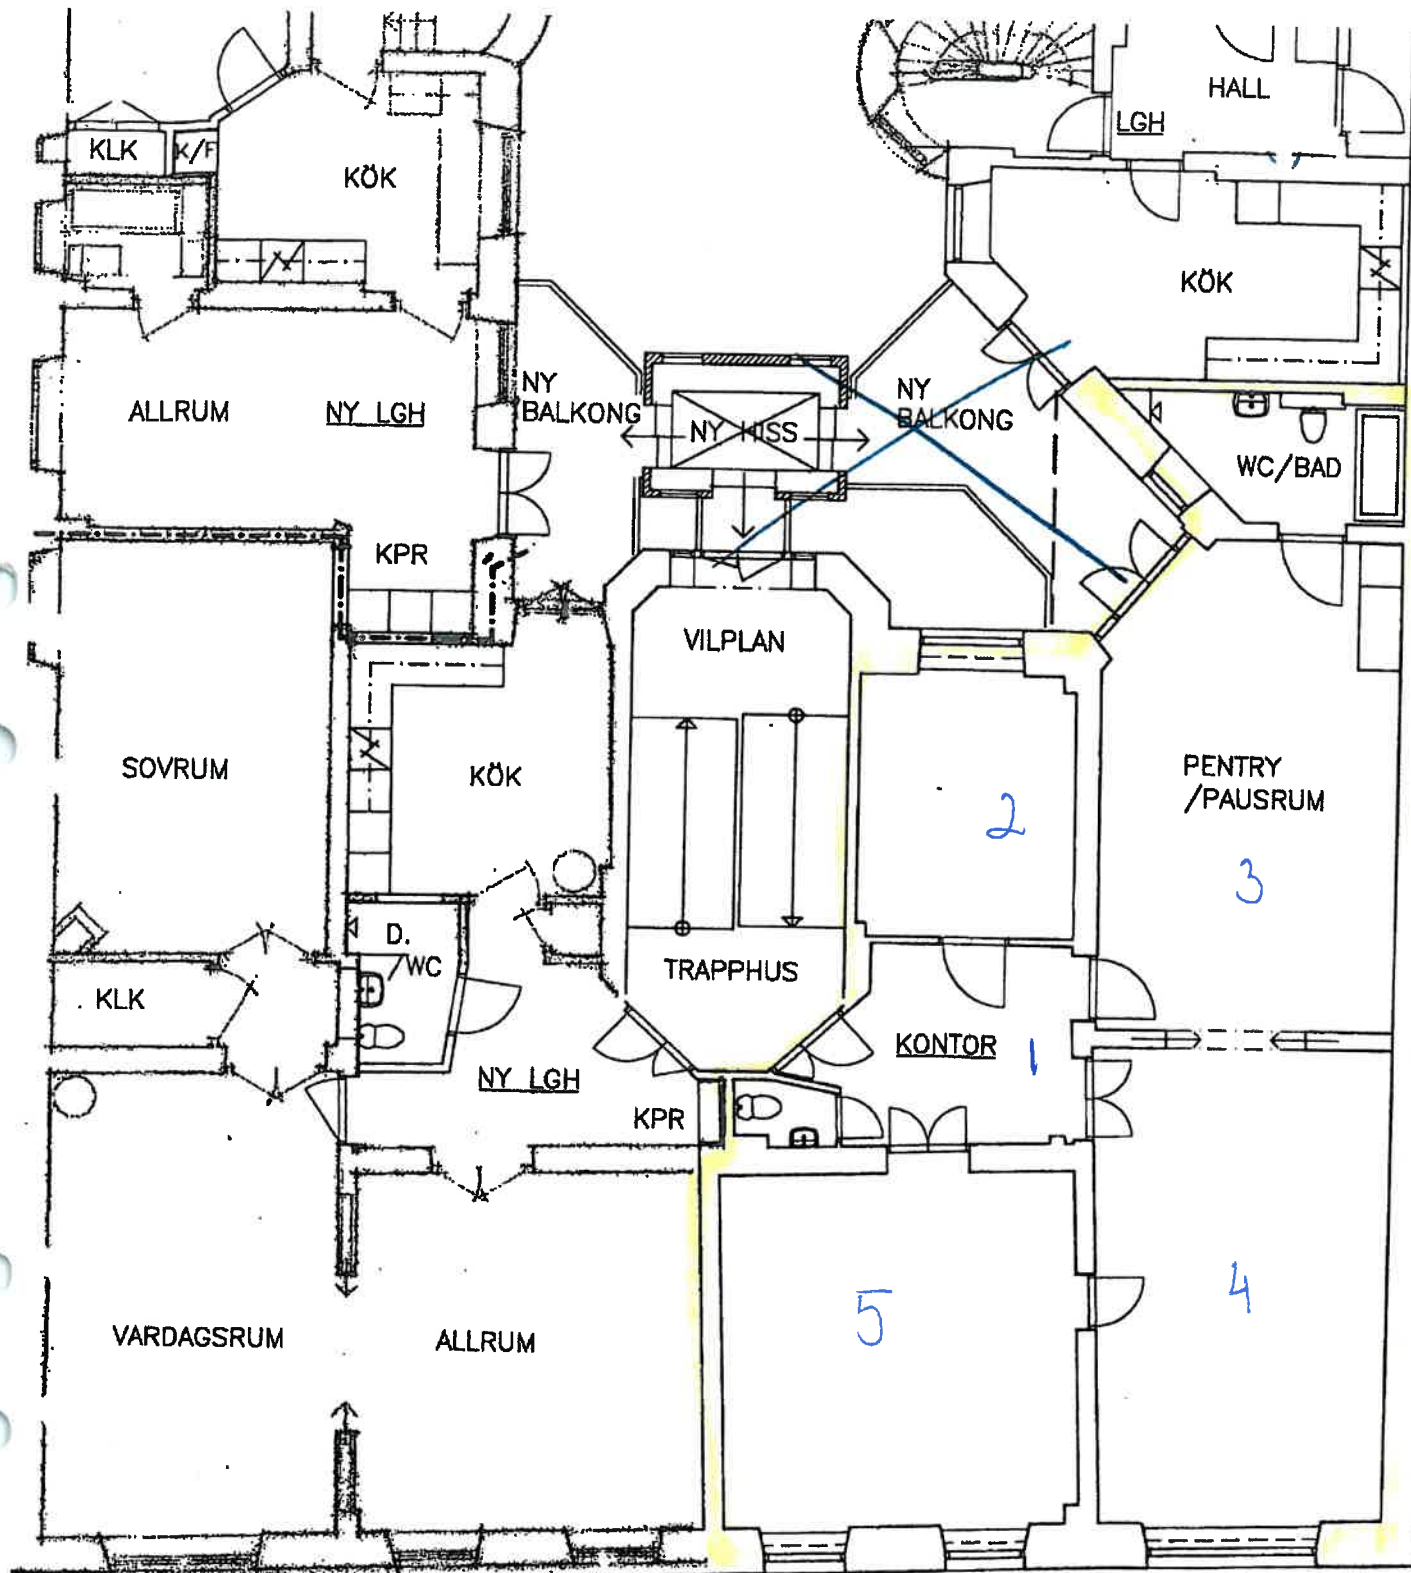 HALL
LGH
KLK
K/F
KÖK
KÖK
NY
BALKONG
NY
BALKONG
ALLRUM
NY LGH
NY HISS
WC/BAD
KPR
VILPLAN
SOVRUM
KÖK
PENTRY
/PAUSRUM
2
3
D.
/WC
TRAPPHUS
KLK
KONTOR
1
NY LGH
KPR
5
4
VARDAGSRUM
ALLRUM